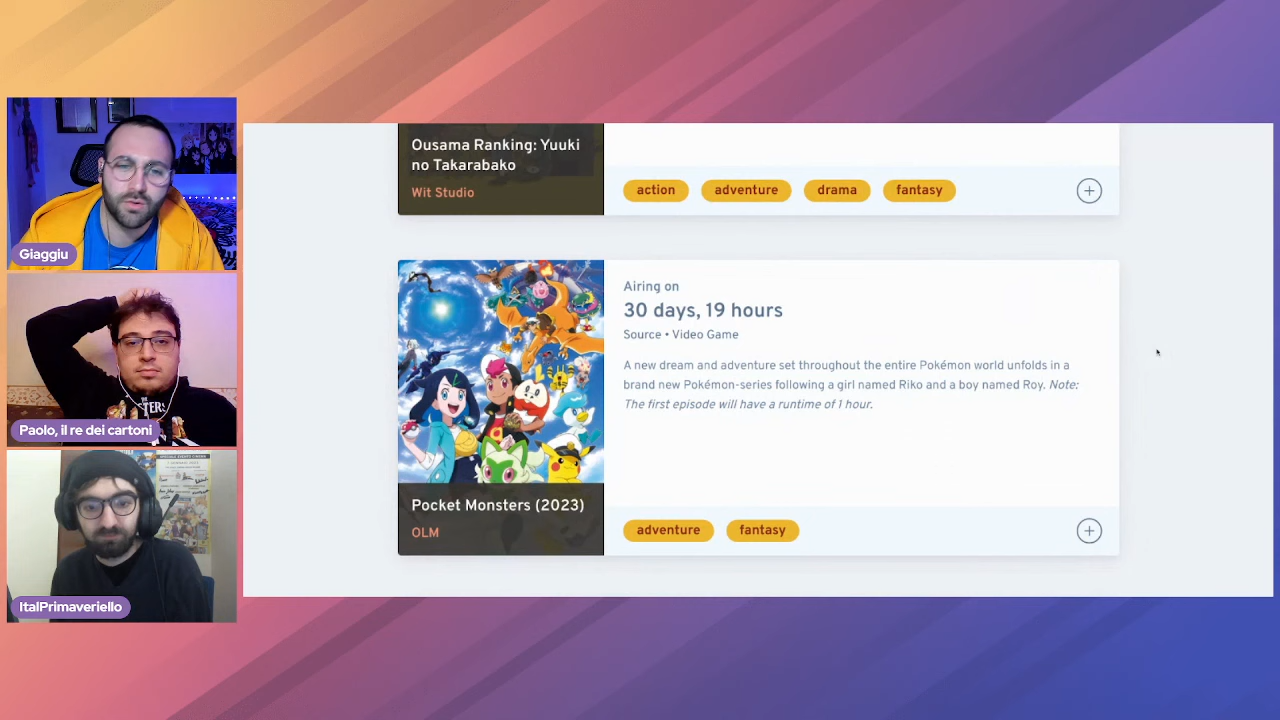 Giaggiu
Paolo, il re dei cartoni
ItalPrimaveriello
Ousama Ranking: Yuuki
no Takarabako
Wit Studio
action
adventure
drama
fantasy
Airing on
30 days, 19 hours
Source • Video Game
A new dream and adventure set throughout the entire Pokémon world unfolds in a
brand new Pokémon-series following a girl named Riko and a boy named Roy. Note:
The first episode will have a runtime of 1 hour.
Pocket Monsters (2023)
OLM
adventure
fantasy